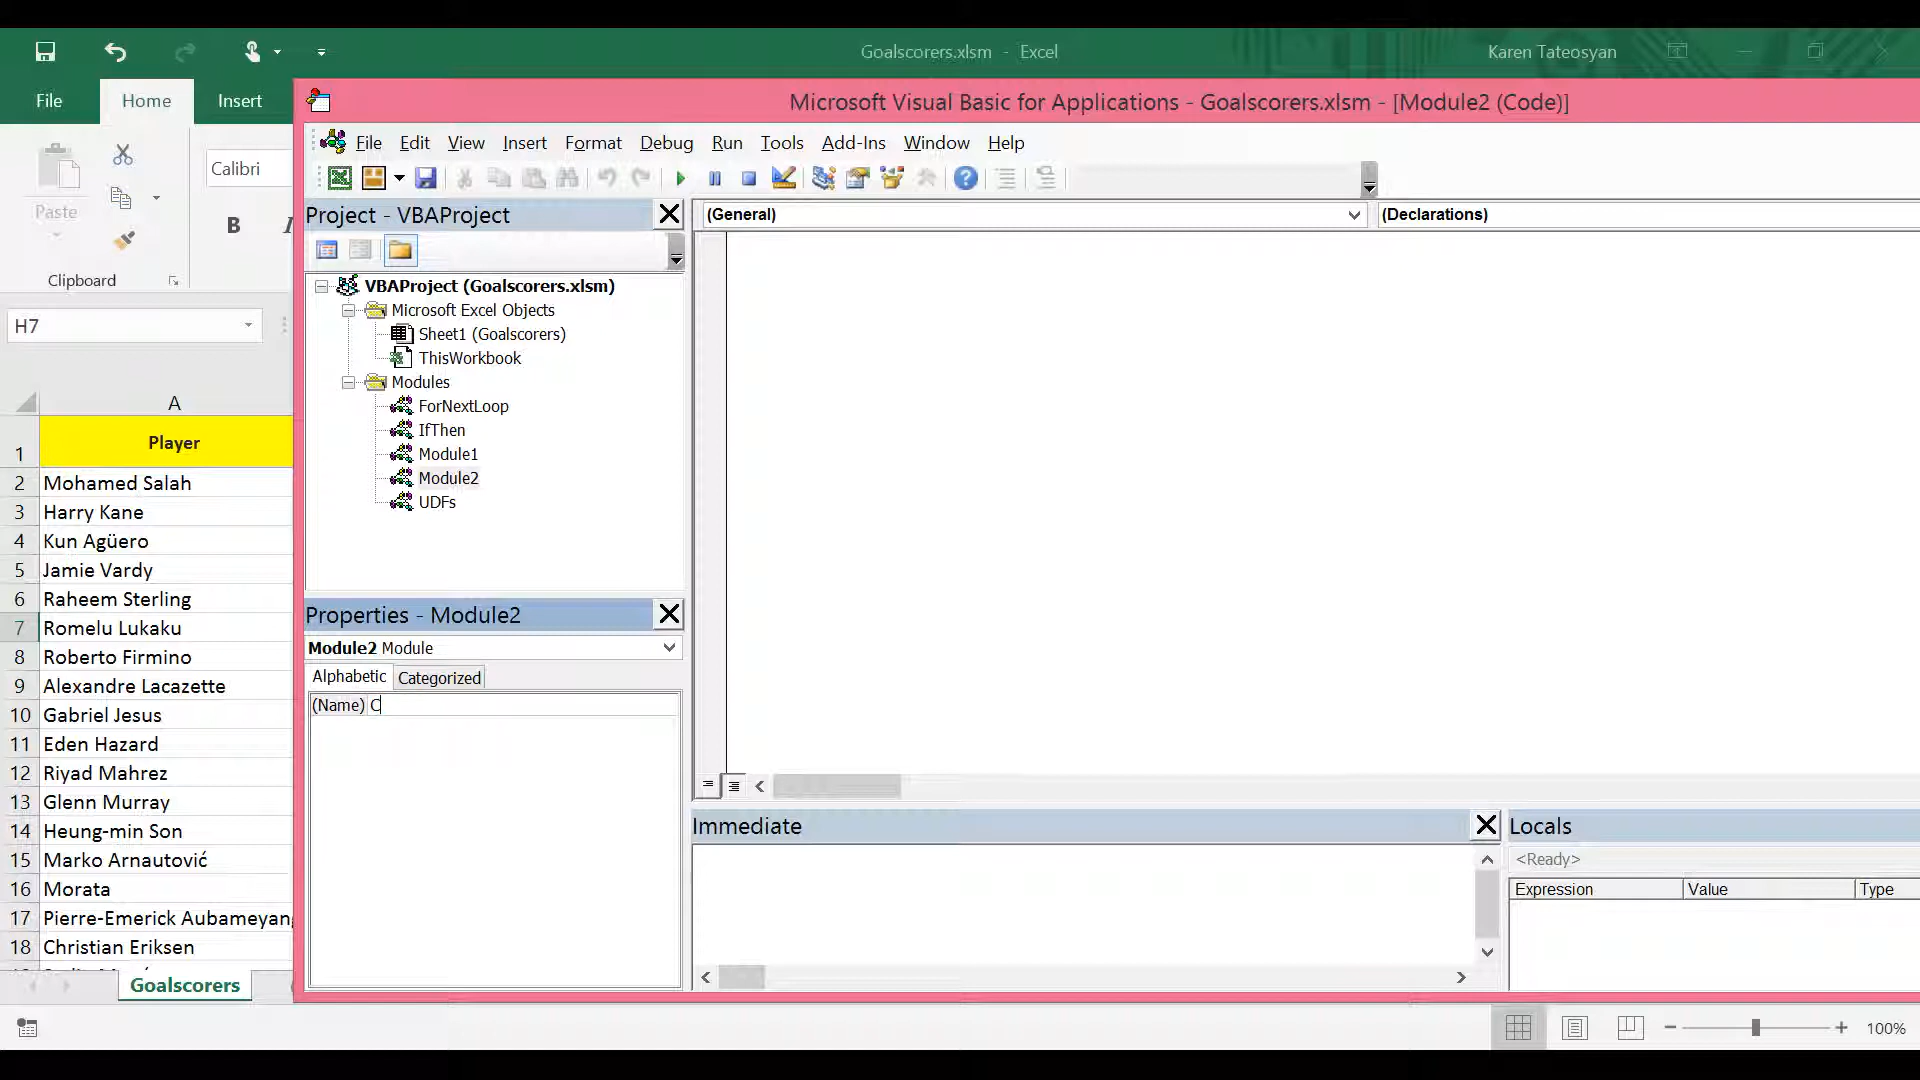 Goalscorers.xlsm - Excel
Karen Tateosyan
File
Home
Insert
Microsoft Visual Basic for Applications - Goalscorers.xlsm - [Module2 (Code)]
File Edit View Insert Format Debug Run Tools Add-Ins Window Help
Paste
Calibri
B
Clipboard
Project - VBAProject
(General)
(Declarations)
VBAProject (Goalscorers.xlsm)
Microsoft Excel Objects
Sheet1 (Goalscorers)
ThisWorkbook
Modules
ForNextLoop
IfThen
Module1
Module2
UDFs
H7
A
1 Player
2 Mohamed Salah
3 Harry Kane
4 Kun Agüero
5 Jamie Vardy
6 Raheem Sterling
7 Romelu Lukaku
8 Roberto Firmino
9 Alexandre Lacazette
10 Gabriel Jesus
11 Eden Hazard
12 Riyad Mahrez
13 Glenn Murray
14 Heung-min Son
15 Marko Arnautović
16 Morata
17 Pierre-Emerick Aubameyang
18 Christian Eriksen
Goalscorers
Properties - Module2
Module2 Module
Alphabetic Categorized
(Name) C
Immediate
Locals
<Ready>
Expression Value Type
100%